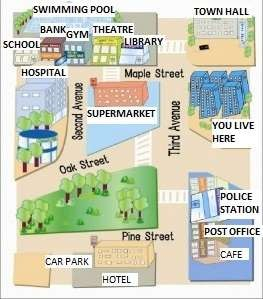 SWIMMING POOL
TOWN HALL
BANK
GYM
THEATRE
SCHOOL
LIBRARY
HOSPITAL
Maple Street
Second Avenue
SUPERMARKET
Third Avenue
YOU LIVE
HERE
Oak Street
POLICE
STATION
Pine Street
POST OFFICE
CAR PARK
CAFE
HOTEL